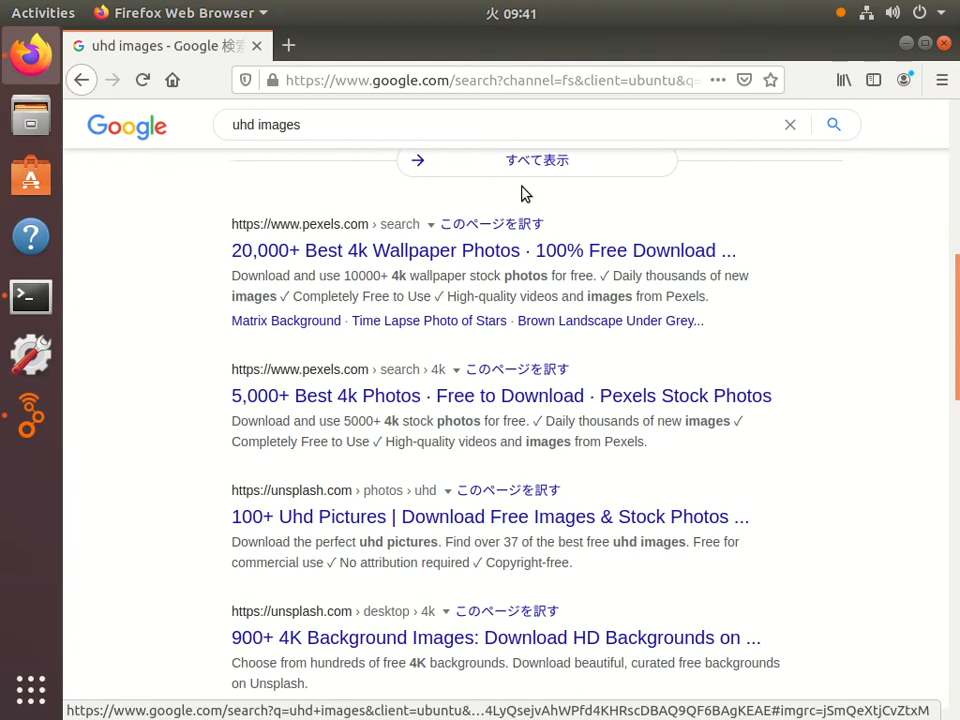 Activities
Firefox Web Browser
火 09:41
uhd images - Google 検索
https://www.google.com/search?channel=fs&client=ubuntu&q=
Google
uhd images
すべて表示
https://www.pexels.com › search
このページを訳す
20,000+ Best 4k Wallpaper Photos · 100% Free Download ...
Download and use 10000+ 4k wallpaper stock photos for free. ✓ Daily thousands of new
images ✓ Completely Free to Use ✓ High-quality videos and images from Pexels.
Matrix Background · Time Lapse Photo of Stars · Brown Landscape Under Grey...
https://www.pexels.com › search › 4k
このページを訳す
5,000+ Best 4k Photos · Free to Download · Pexels Stock Photos
Download and use 5000+ 4k stock photos for free. ✓ Daily thousands of new images ✓
Completely Free to Use ✓ High-quality videos and images from Pexels.
https://unsplash.com › photos › uhd
このページを訳す
100+ Uhd Pictures | Download Free Images & Stock Photos ...
Download the perfect uhd pictures. Find over 37 of the best free uhd images. Free for
commercial use ✓ No attribution required ✓ Copyright-free.
https://unsplash.com › desktop › 4k
このページを訳す
900+ 4K Background Images: Download HD Backgrounds on ...
Choose from hundreds of free 4K backgrounds. Download beautiful, curated free backgrounds
on Unsplash.
https://www.google.com/search?q=uhd+images&client=ubuntu&…4LyQsejvAhWPfd4KHRscDBAQ9QF6BAgKEAE#imgrc=jSmQeXtjCvZtxM